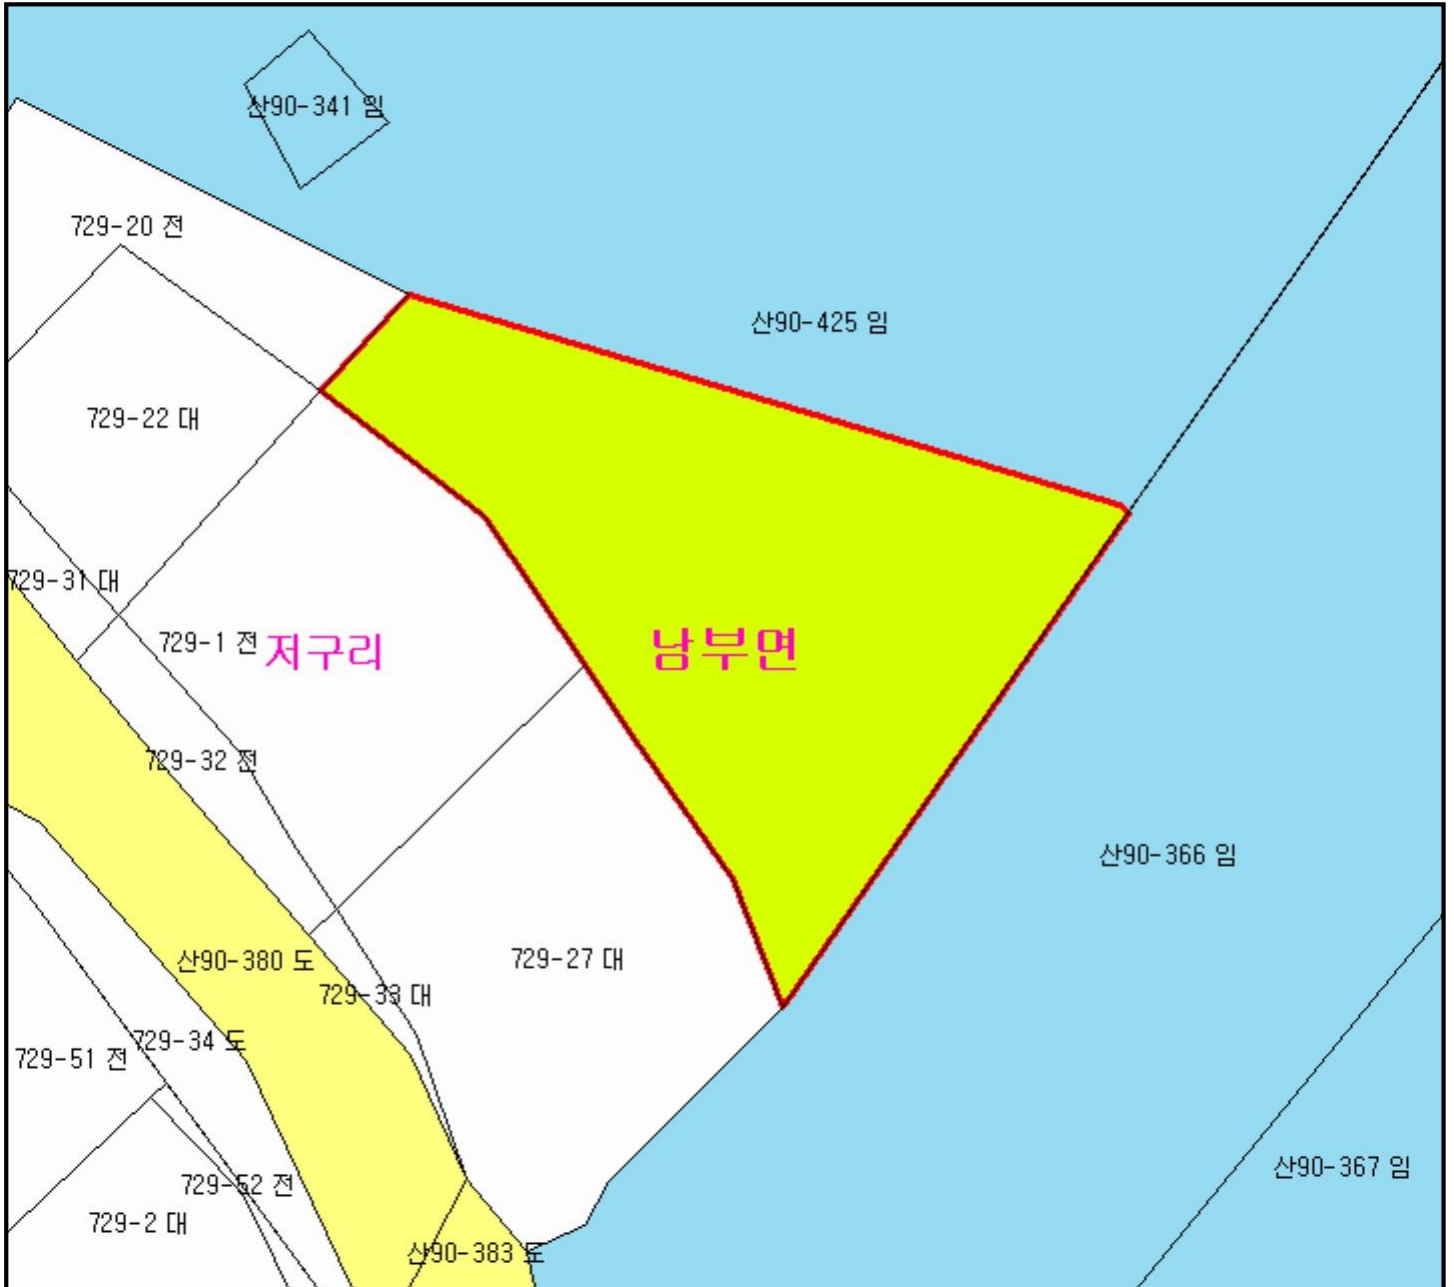 산90-341 임
729-20 전
산90-425 임
729-22 대
729-31 대
729-1 전
저구리
남부면
729-32 전
산90-366 임
산90-380 도
729-27 대
729-33 대
729-34 도
729-51 전
산90-367 임
729-52 전
729-2 대
산90-383 도